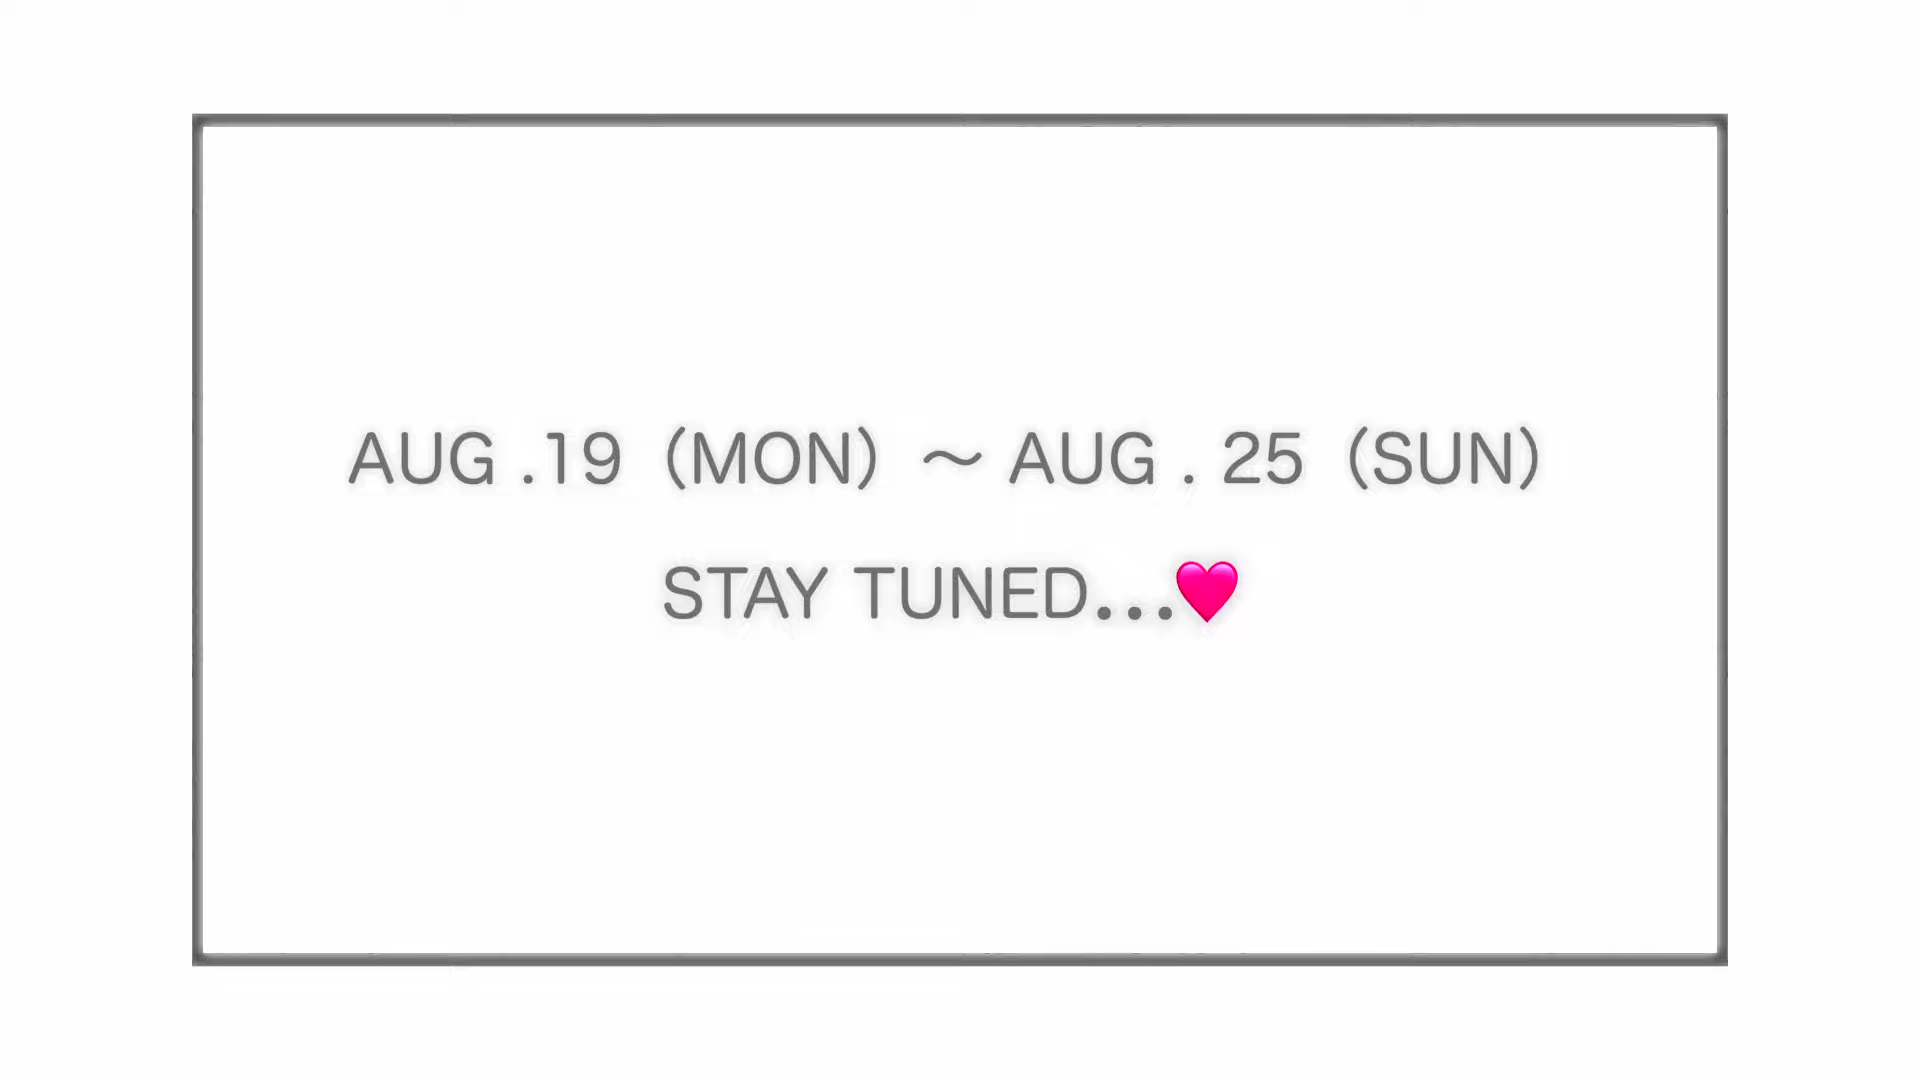 AUG .19（MON）～ AUG . 25（SUN）
STAY TUNED...🩷